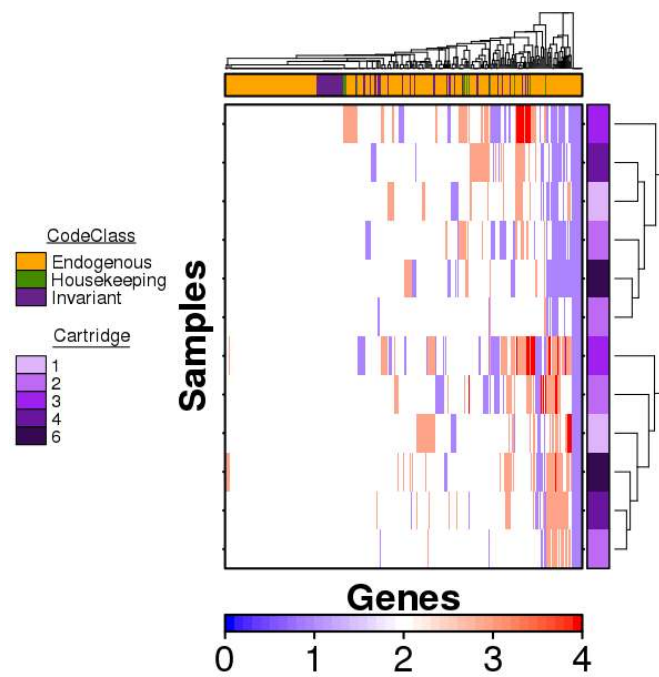 CodeClass
Endogenous
Housekeeping
Invariant
Cartridge
1
2
3
4
6
Samples
Genes
0 1 2 3 4